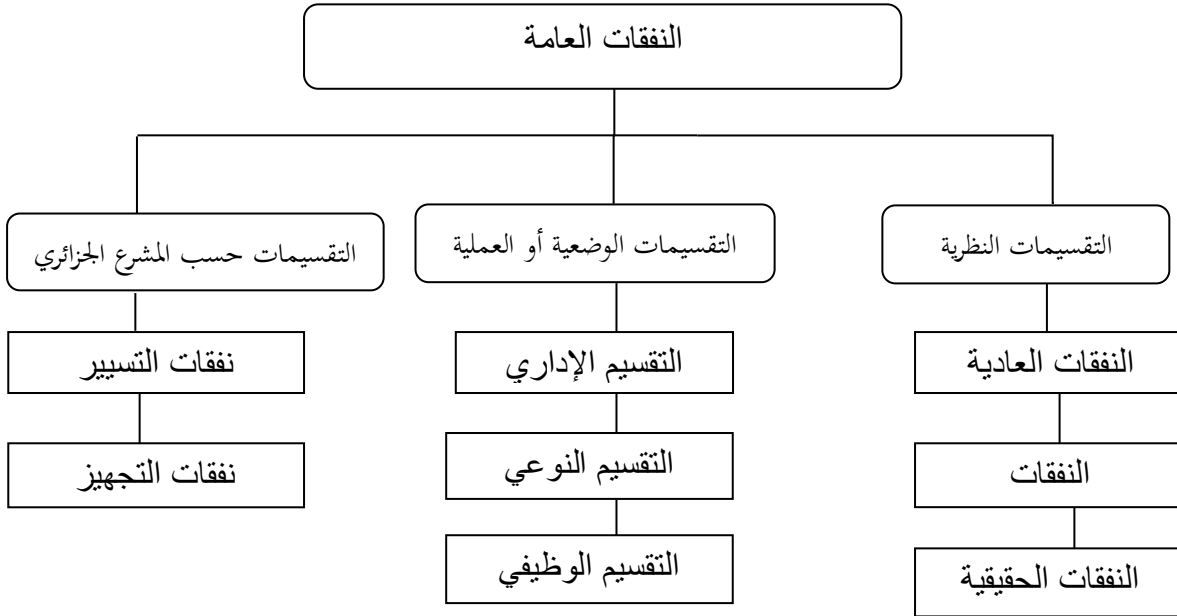 النفقات العامة
التقسيمات النظرية
التقسيمات الوضعية أو العملية
التقسيمات حسب المشرع الجزائري
النفقات العادية
التقسيم الإداري
نفقات التسيير
النفقات
التقسيم النوعي
نفقات التجهيز
النفقات الحقيقية
التقسيم الوظيفي